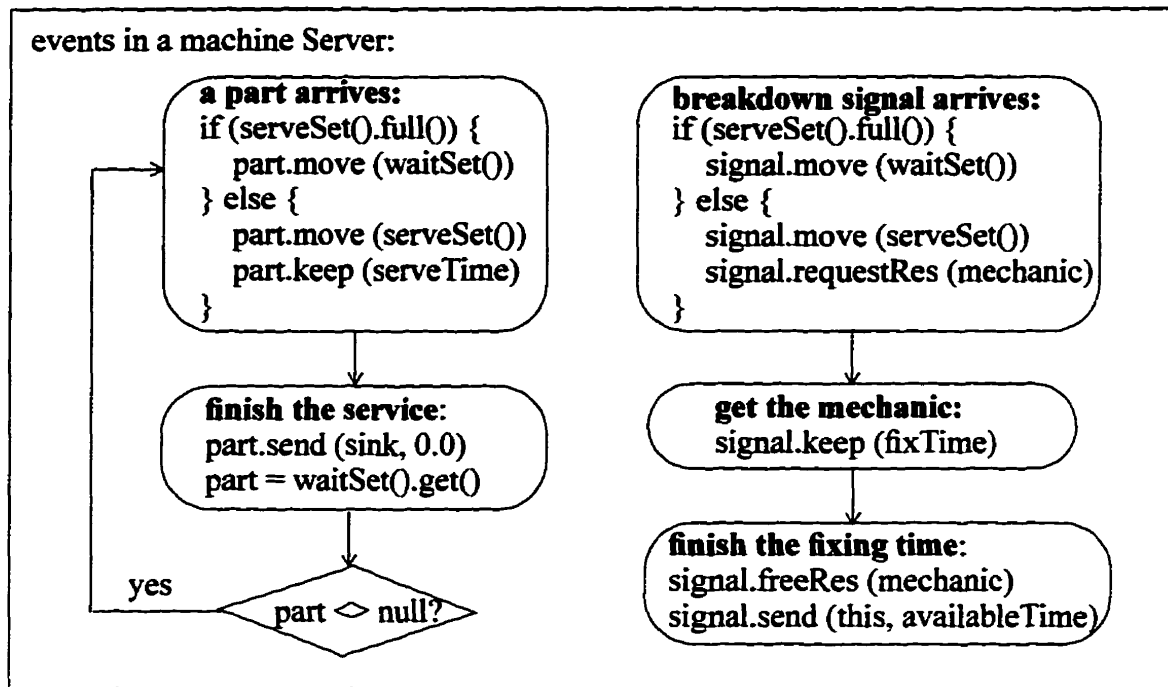 events in a machine Server:
a part arrives:
if (serveSet().full()) {
part.move (waitSet())
} else {
part.move (serveSet())
part.keep (serveTime)
}
finish the service:
part.send (sink, 0.0)
part = waitSet().get()
yes
part <> null?
breakdown signal arrives:
if (serveSet().full()) {
signal.move (waitSet())
} else {
signal.move (serveSet())
signal.requestRes (mechanic)
}
get the mechanic:
signal.keep (fixTime)
finish the fixing time:
signal.freeRes (mechanic)
signal.send (this, availableTime)